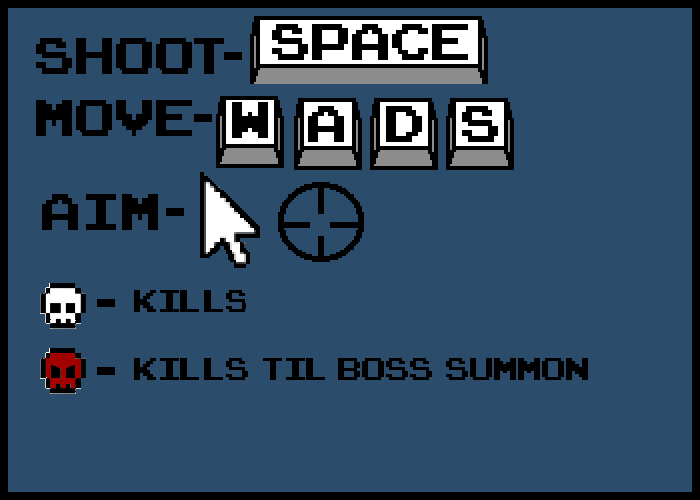 SHOOT- SPACE
MOVE- W A D S
AIM-
- KILLS
- KILLS TIL BOSS SUMMON